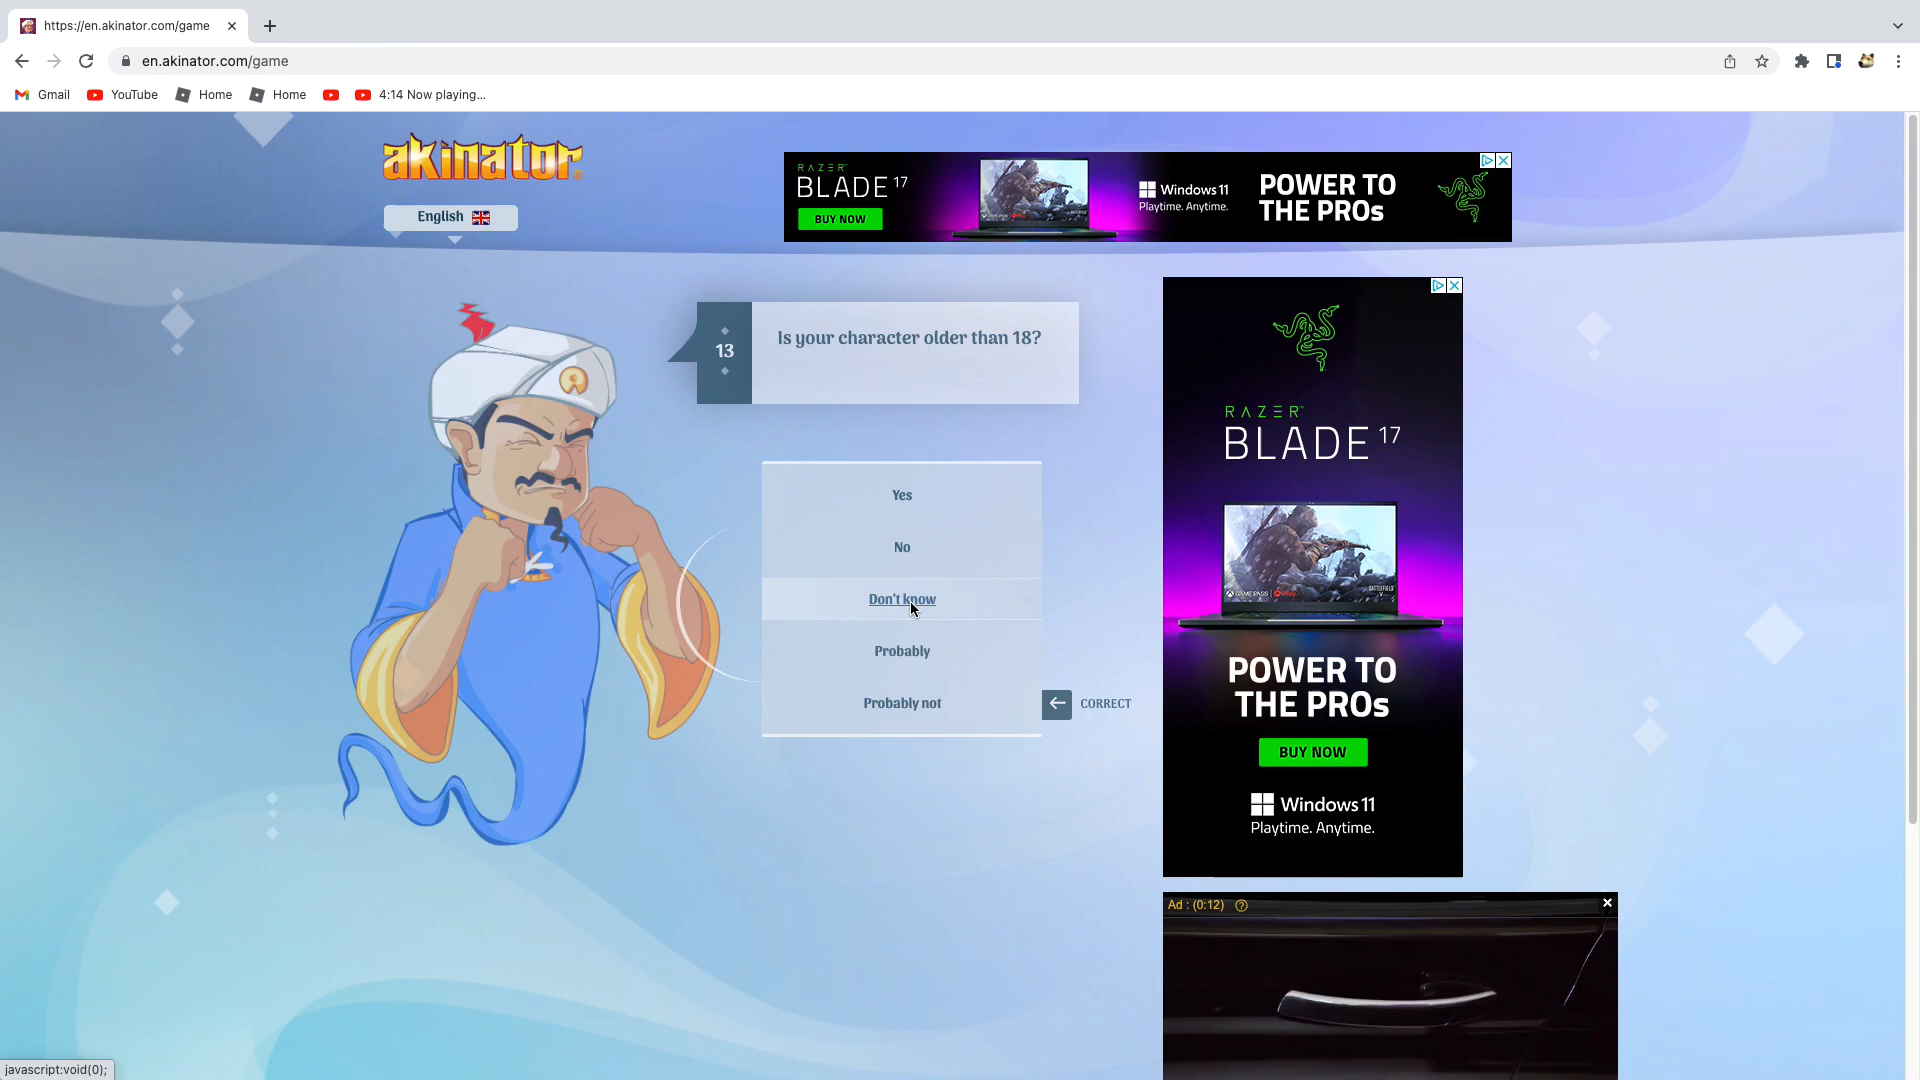 https://en.akinator.com/game
en.akinator.com/game
Gmail
YouTube
Home
Home
4:14 Now playing...
akinator
English
RAZER
BLADE 17
BUY NOW
Windows 11
Playtime. Anytime.
POWER TO
THE PROs
13
Is your character older than 18?
Yes
No
Don't know
Probably
Probably not
CORRECT
RAZER
BLADE 17
GAME PASS
BATTLEFIELD
POWER TO
THE PROs
BUY NOW
Windows 11
Playtime. Anytime.
Ad : (0:12)
javascript:void(0);